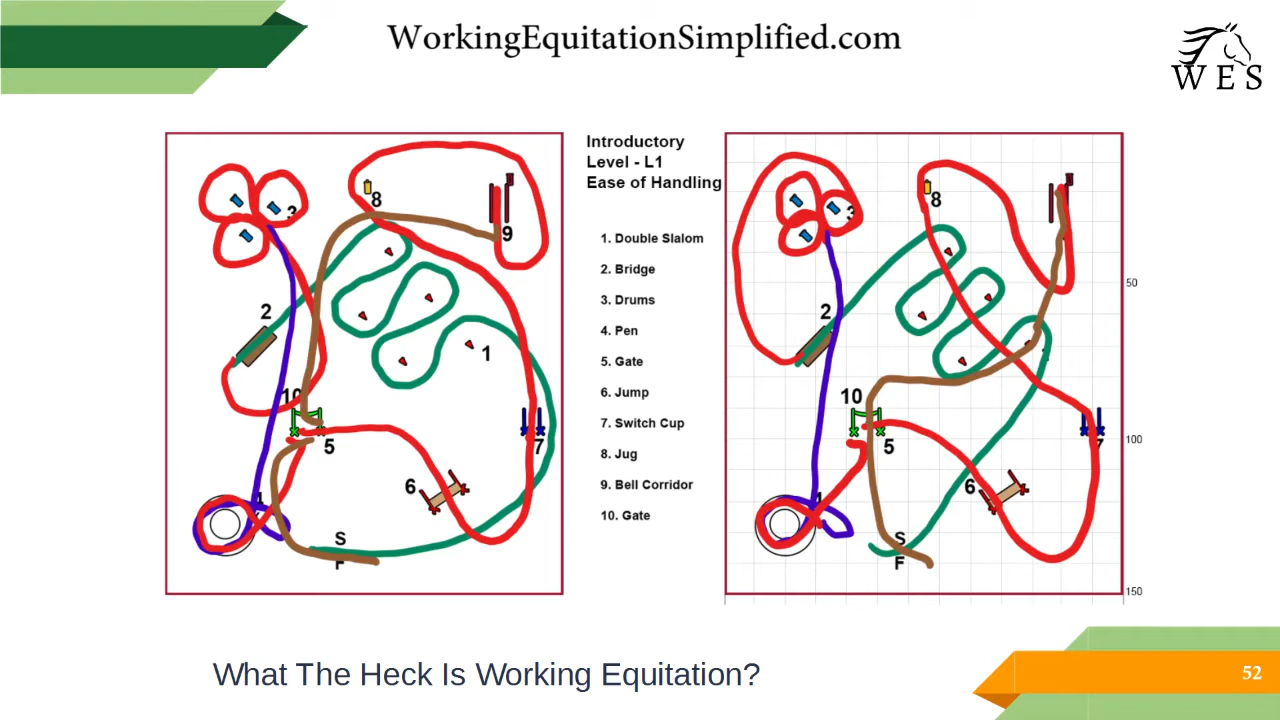 WorkingEquitationSimplified.com
W E S
Introductory
Level - L1
Ease of Handling
1. Double Slalom
2. Bridge
3. Drums
4. Pen
5. Gate
6. Jump
7. Switch Cup
8. Jug
9. Bell Corridor
10. Gate
3
8
9
2
1
10
5
7
6
4
S
F
3
8
2
10
5
7
6
4
S
F
50
100
150
What The Heck Is Working Equitation?
52